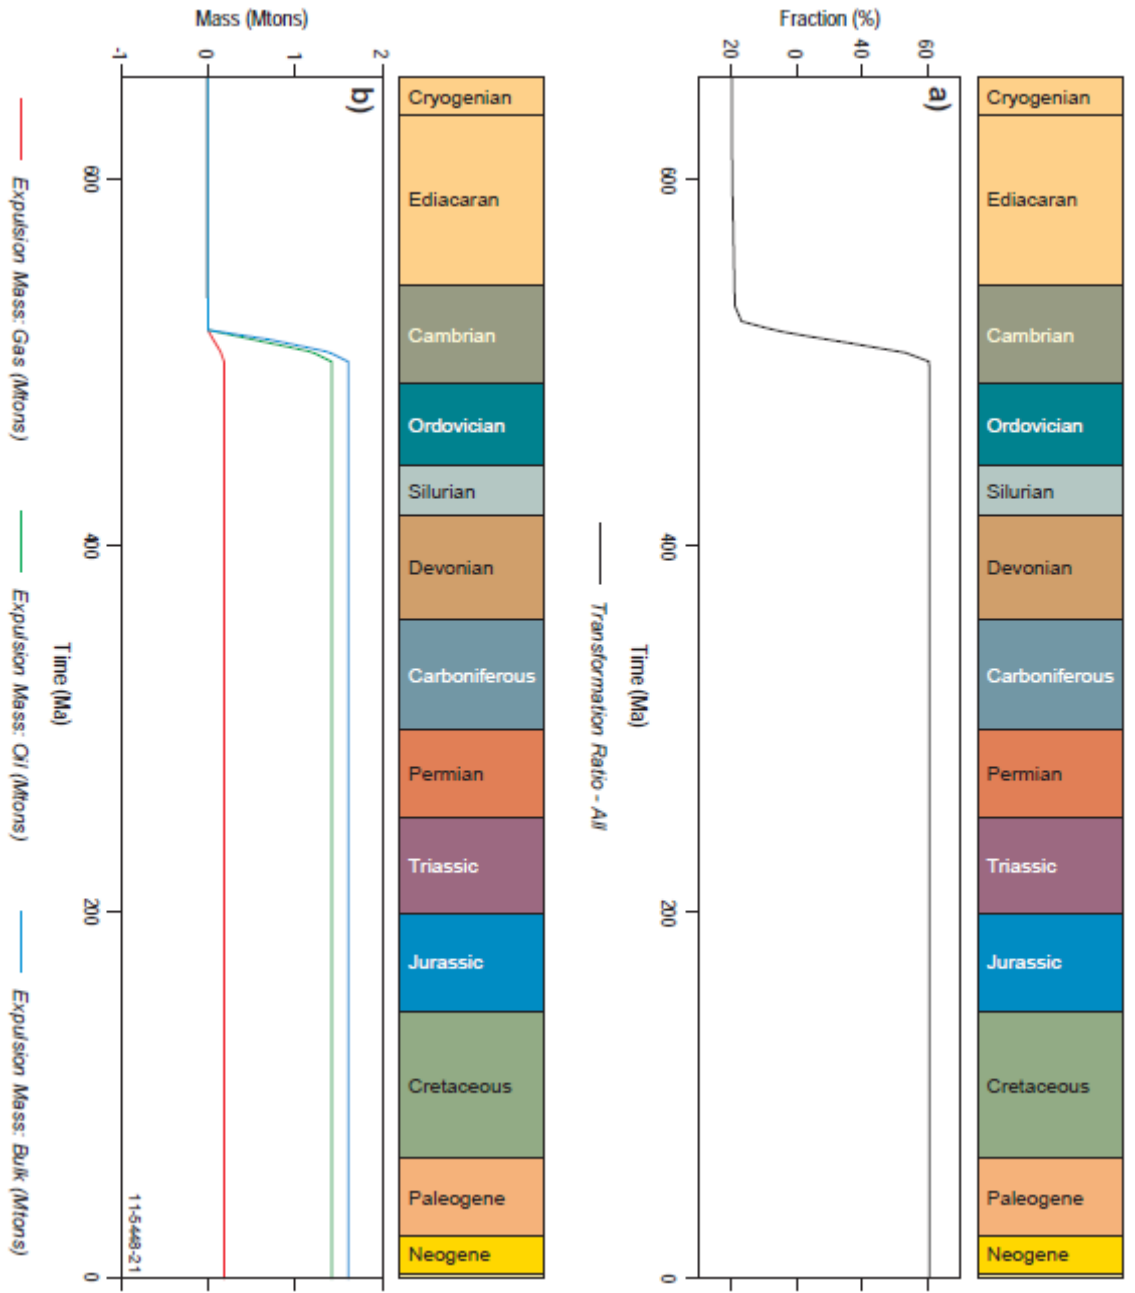 Mass (Mtons)
-1
0
1
2
b)
Cryogenian
Ediacaran
Cambrian
Ordovician
Silurian
Devonian
Carboniferous
Permian
Triassic
Jurassic
Cretaceous
Paleogene
Neogene
600
400
200
0
Time (Ma)
Expulsion Mass: Gas (Mtons)
Expulsion Mass: Oil (Mtons)
Expulsion Mass: Bulk (Mtons)
11-5448-21
Fraction (%)
20
0
40
60
a)
Cryogenian
Ediacaran
Cambrian
Ordovician
Silurian
Devonian
Carboniferous
Permian
Triassic
Jurassic
Cretaceous
Paleogene
Neogene
600
400
200
0
Time (Ma)
Transformation Ratio - All